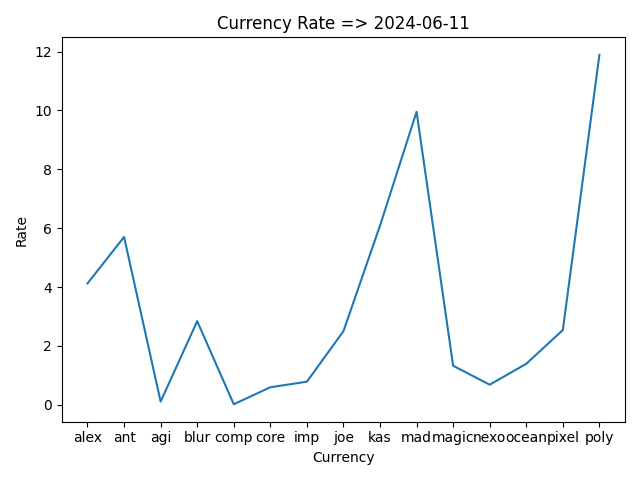 Currency Rate => 2024-06-11
12
10
8
6
4
2
0
Rate
alex ant agi blur comp core imp joe kas mad magic nexo ocean pixel poly
Currency